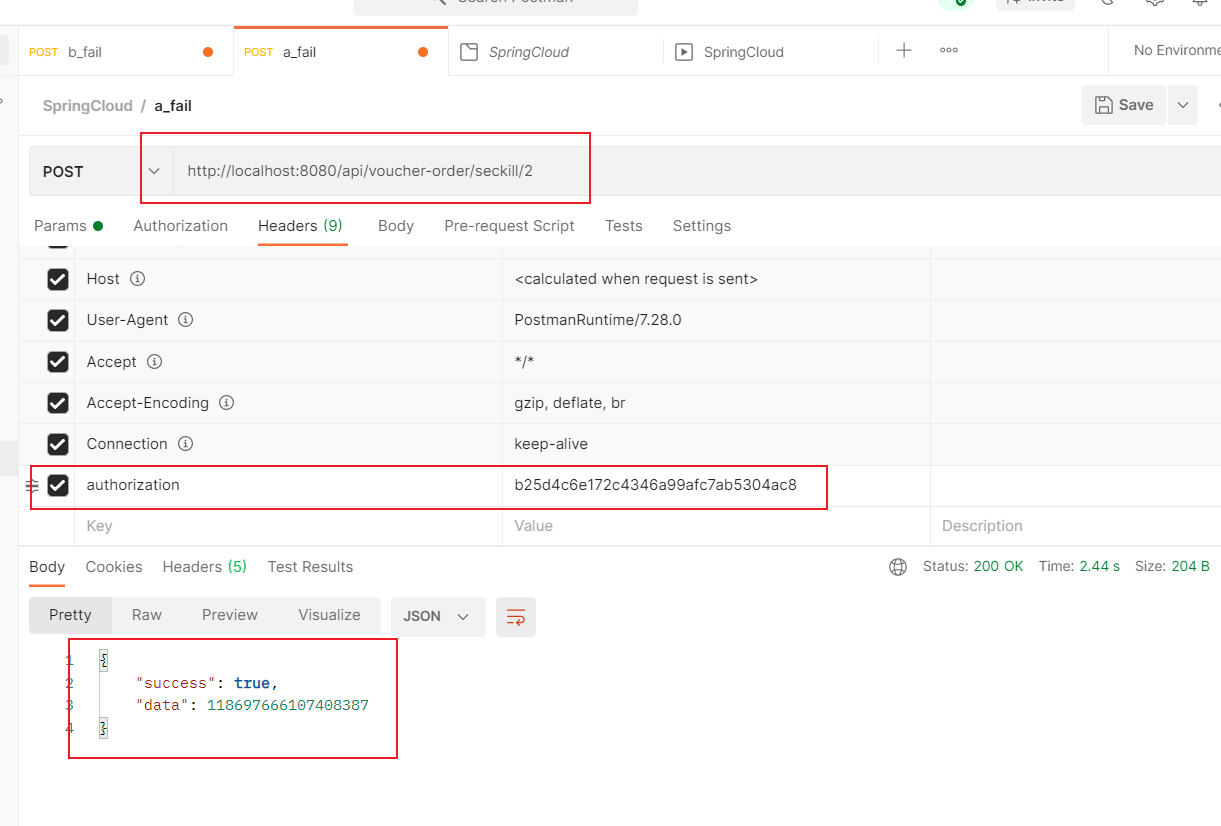 Search Postman
Invite
POST b_fail
POST a_fail
SpringCloud
SpringCloud
No Environme
SpringCloud / a_fail
Save
POST
http://localhost:8080/api/voucher-order/seckill/2
Params
Authorization
Headers (9)
Body
Pre-request Script
Tests
Settings
Host
<calculated when request is sent>
User-Agent
PostmanRuntime/7.28.0
Accept
*/*
Accept-Encoding
gzip, deflate, br
Connection
keep-alive
authorization
b25d4c6e172c4346a99afc7ab5304ac8
Key
Value
Description
Body
Cookies
Headers (5)
Test Results
Status: 200 OK
Time: 2.44 s
Size: 204 B
Pretty
Raw
Preview
Visualize
JSON
1 {
2 "success": true,
3 "data": 118697666107408387
4 }